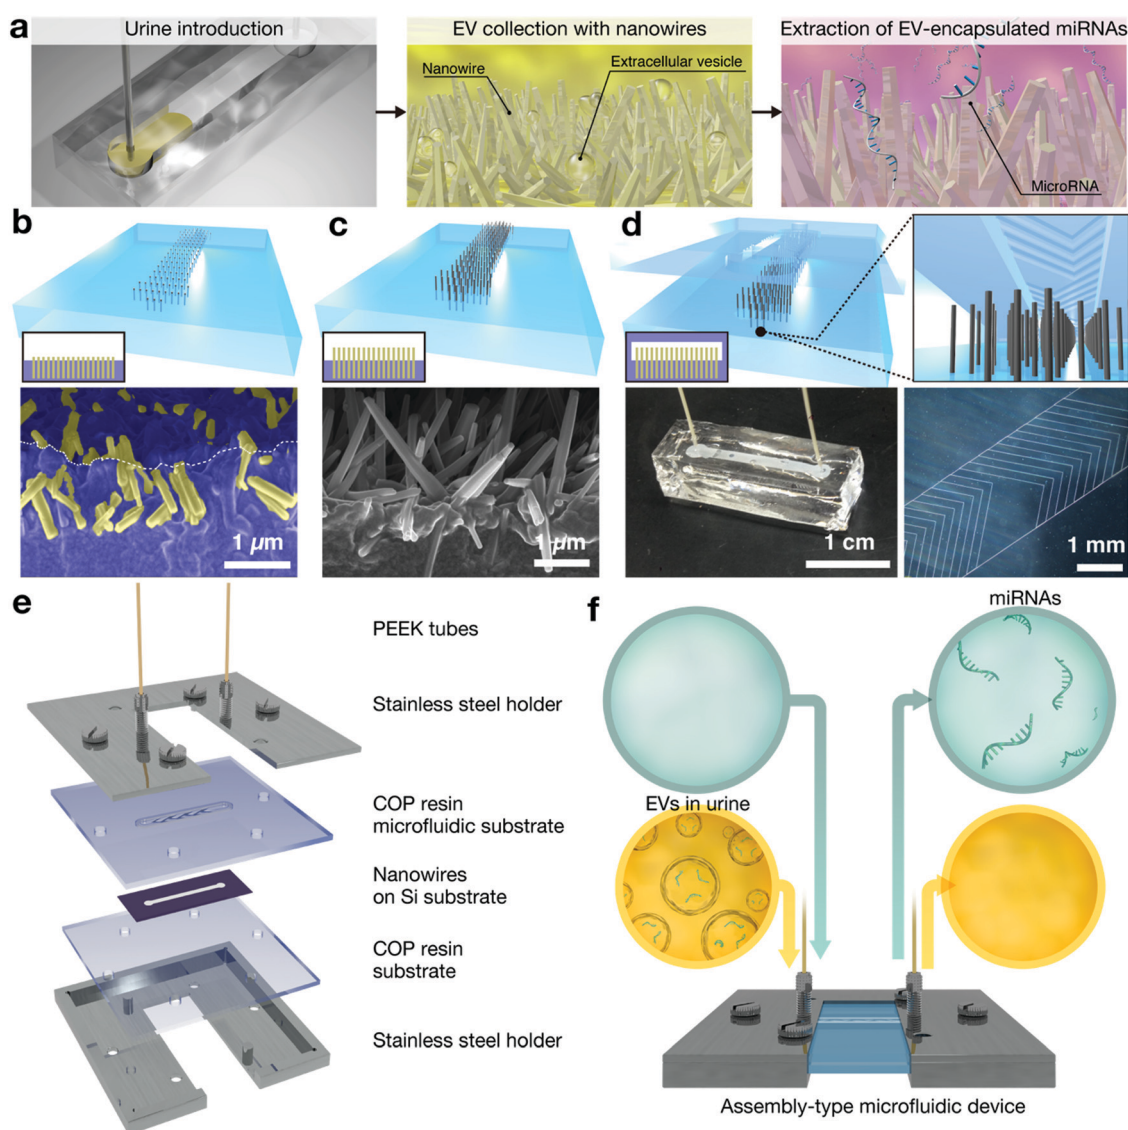 a
Urine introduction
EV collection with nanowires
Extraction of EV-encapsulated miRNAs
Nanowire
Extracellular vesicle
MicroRNA
b
c
d
1 µm
1 µm
1 cm
1 mm
e
PEEK tubes
Stainless steel holder
COP resin
microfluidic substrate
Nanowires
on Si substrate
COP resin
substrate
Stainless steel holder
f
miRNAs
EVs in urine
Assembly-type microfluidic device